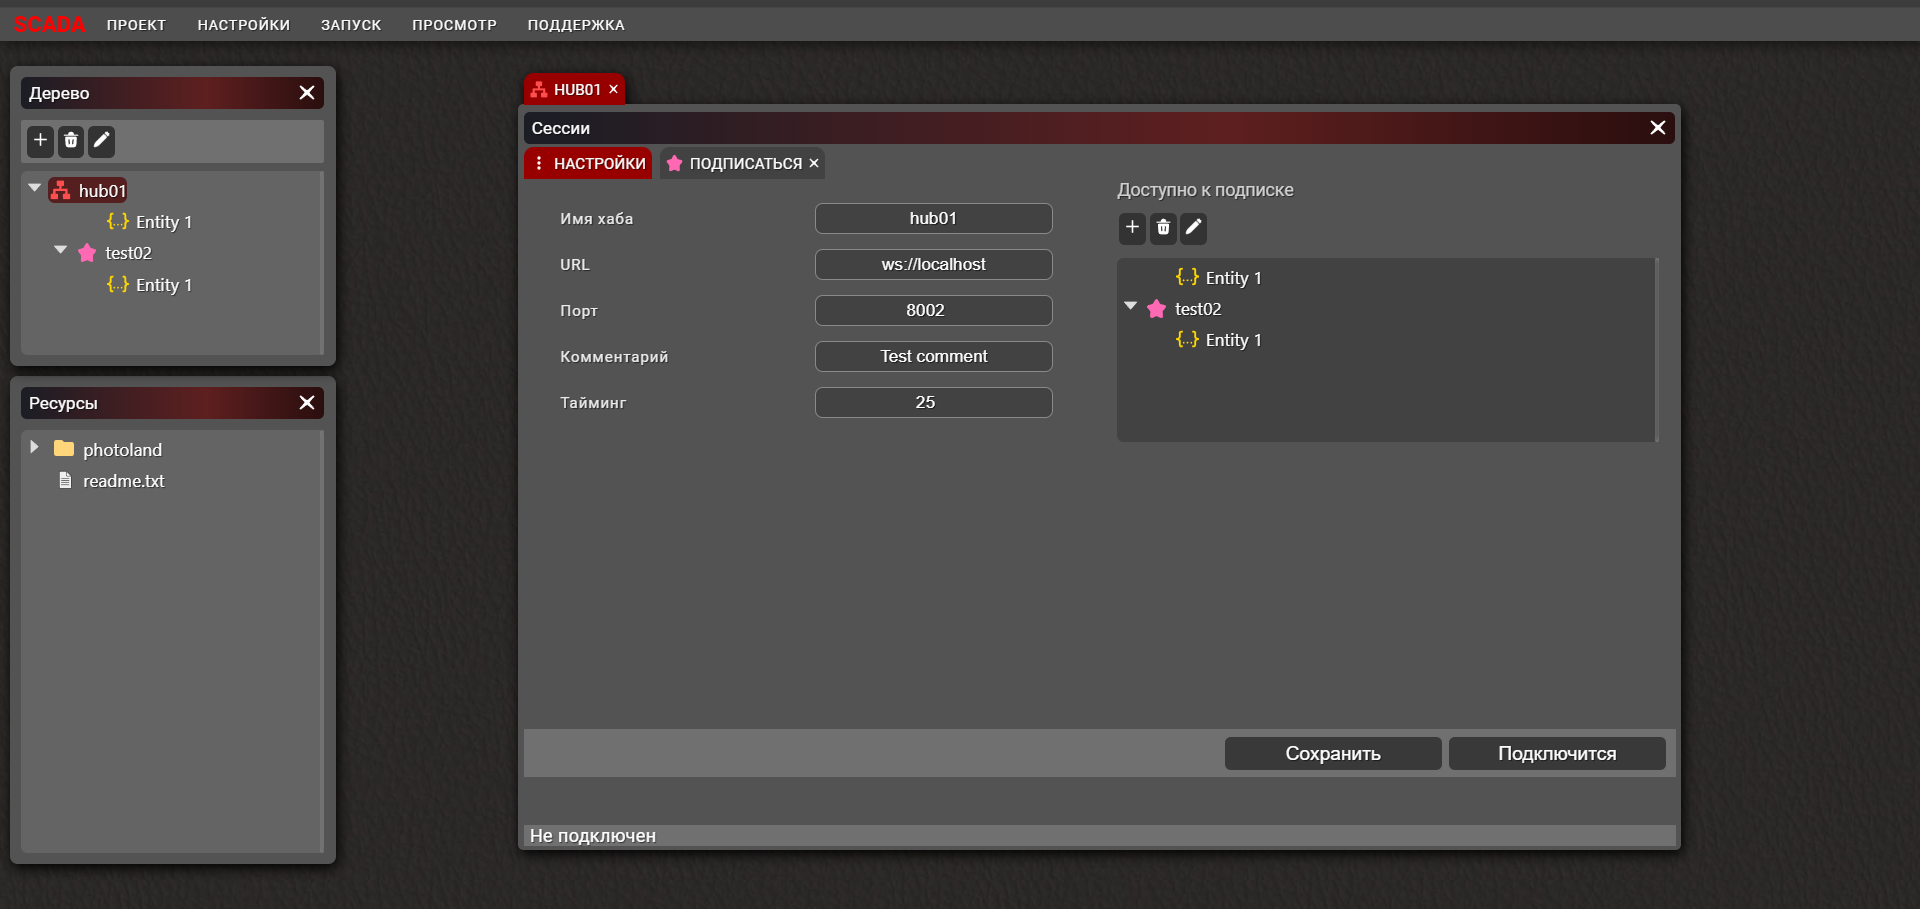 SCADA ПРОЕКТ НАСТРОЙКИ ЗАПУСК ПРОСМОТР ПОДДЕРЖКА
Дерево
hub01
Entity 1
test02
Entity 1
Ресурсы
photoland
readme.txt
HUB01
Сессии
НАСТРОЙКИ ПОДПИСАТЬСЯ
Имя хаба hub01
URL ws://localhost
Порт 8002
Комментарий Test comment
Тайминг 25
Доступно к подписке
Entity 1
test02
Entity 1
Сохранить Подключится
Не подключен